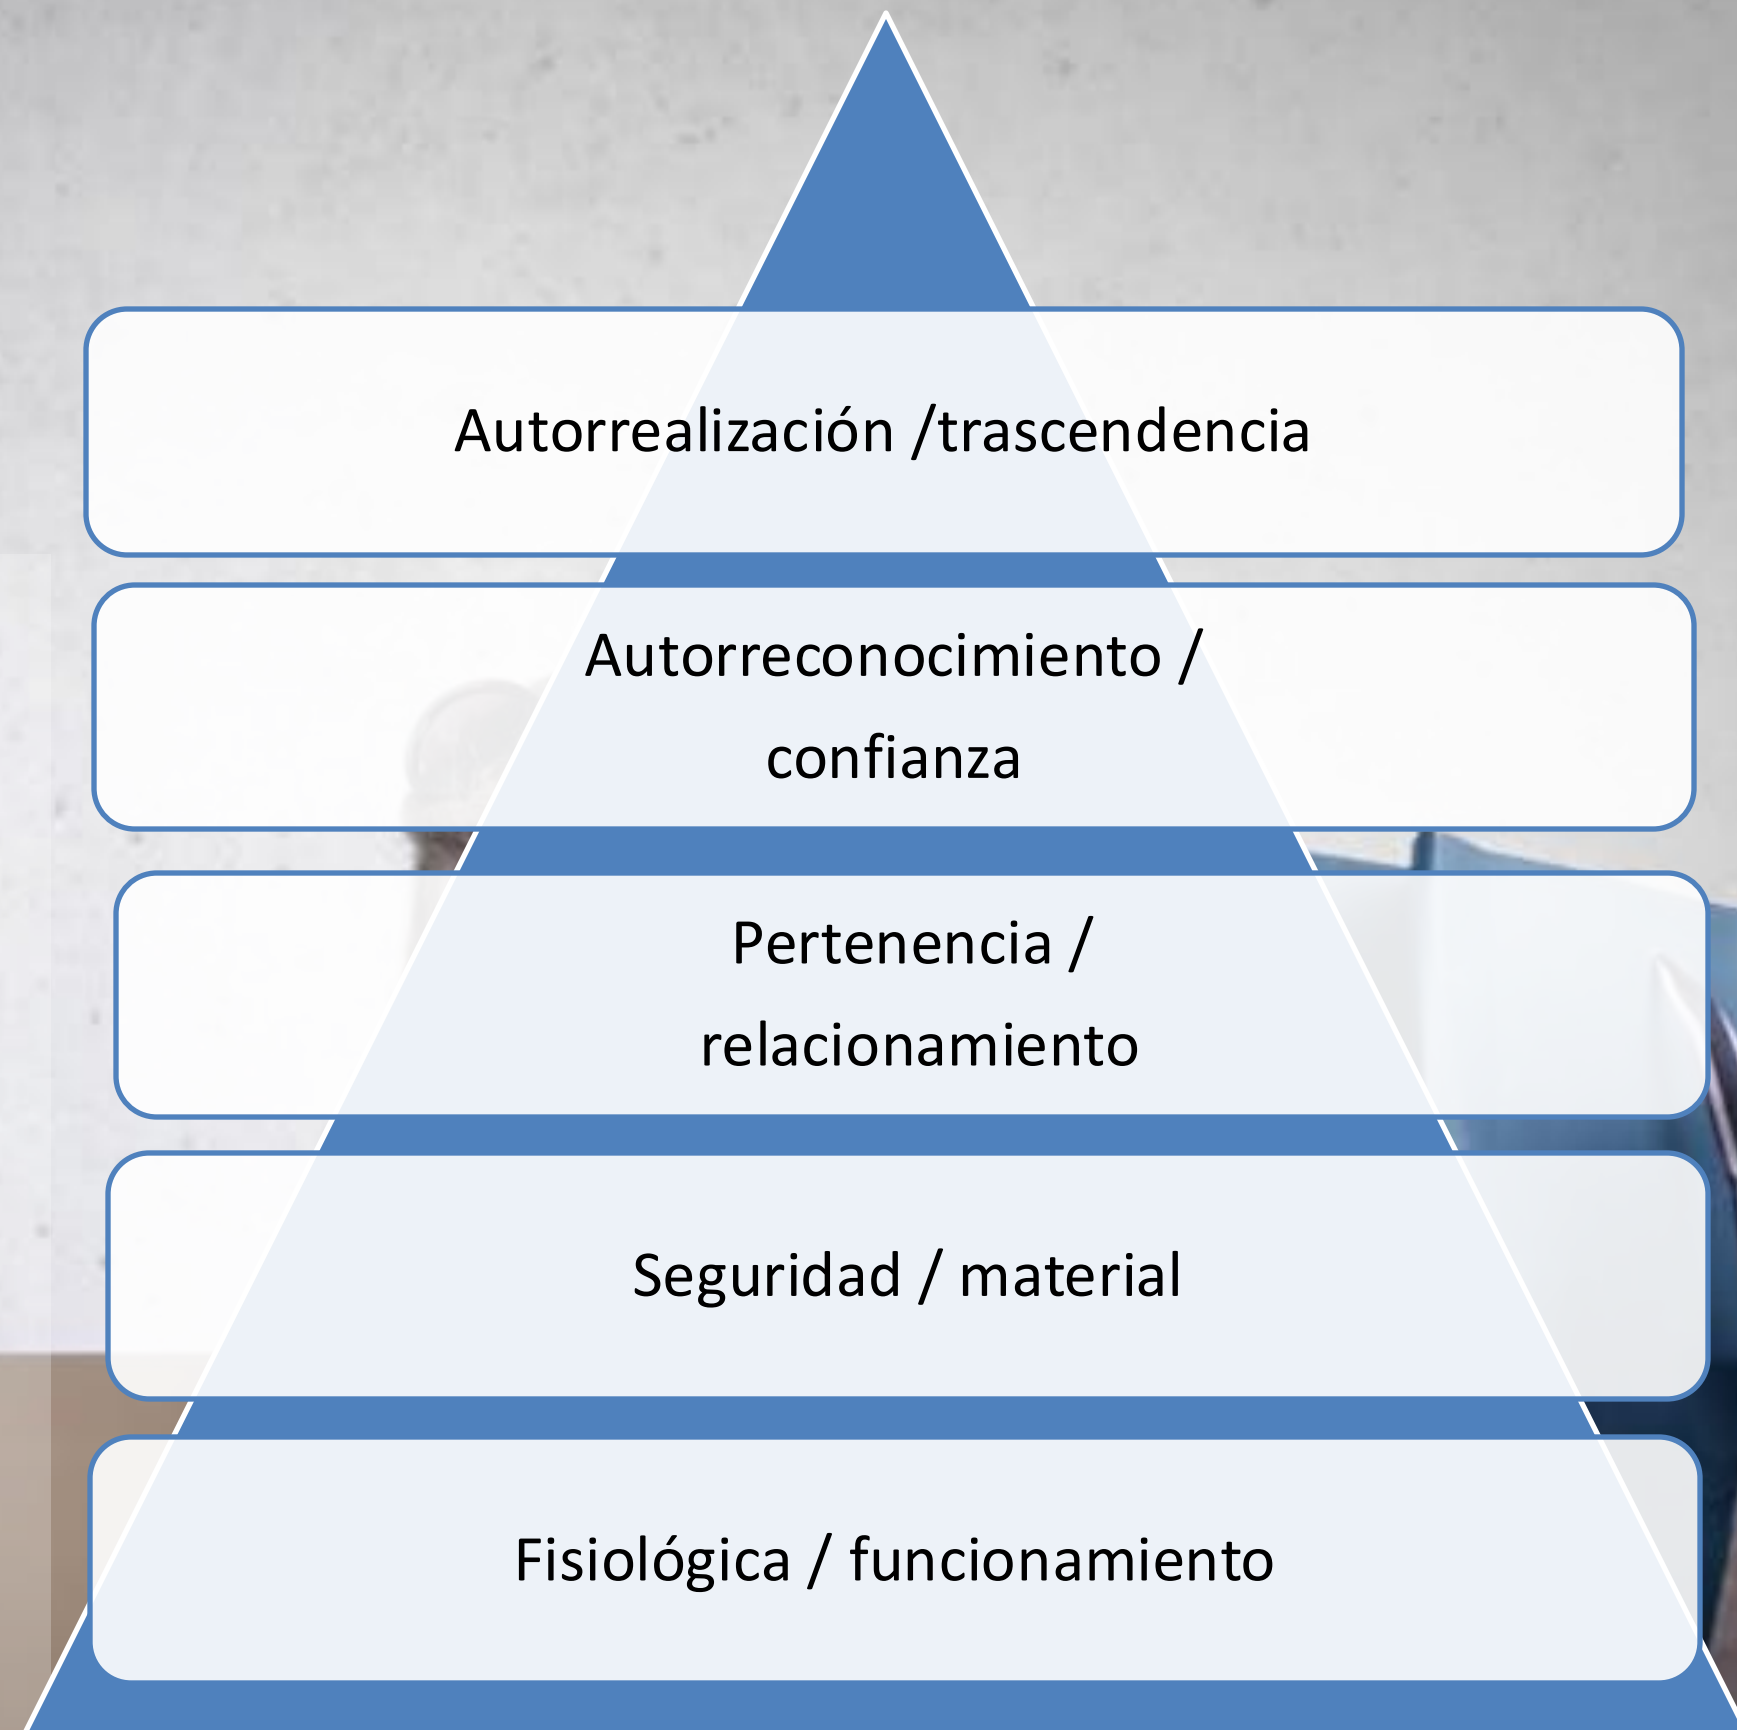 Autorrealización /trascendencia
Autorreconocimiento /
confianza
Pertenencia /
relacionamiento
Seguridad / material
Fisiológica / funcionamiento